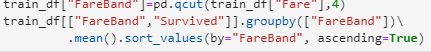 train_df["FareBand"]=pd.qcut(train_df["Fare"],4)
train_df[["FareBand","Survived"]].groupby(["FareBand"])\
.mean().sort_values(by="FareBand", ascending=True)